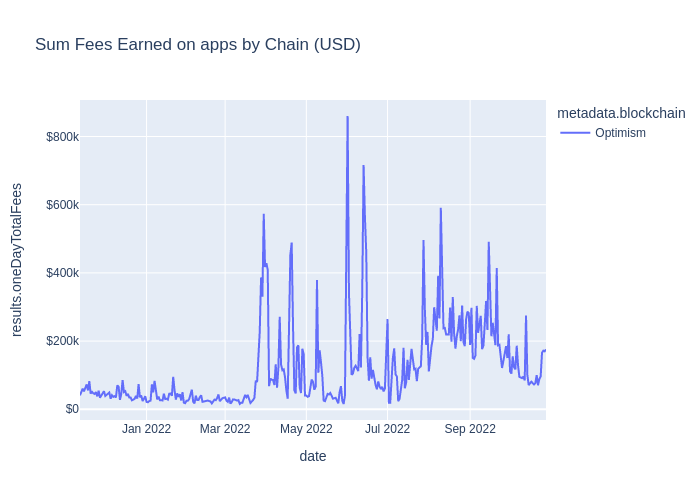 Sum Fees Earned on apps by Chain (USD)
metadata.blockchain
Optimism
results.oneDayTotalFees
$800k
$600k
$400k
$200k
$0
Jan 2022
Mar 2022
May 2022
Jul 2022
Sep 2022
date